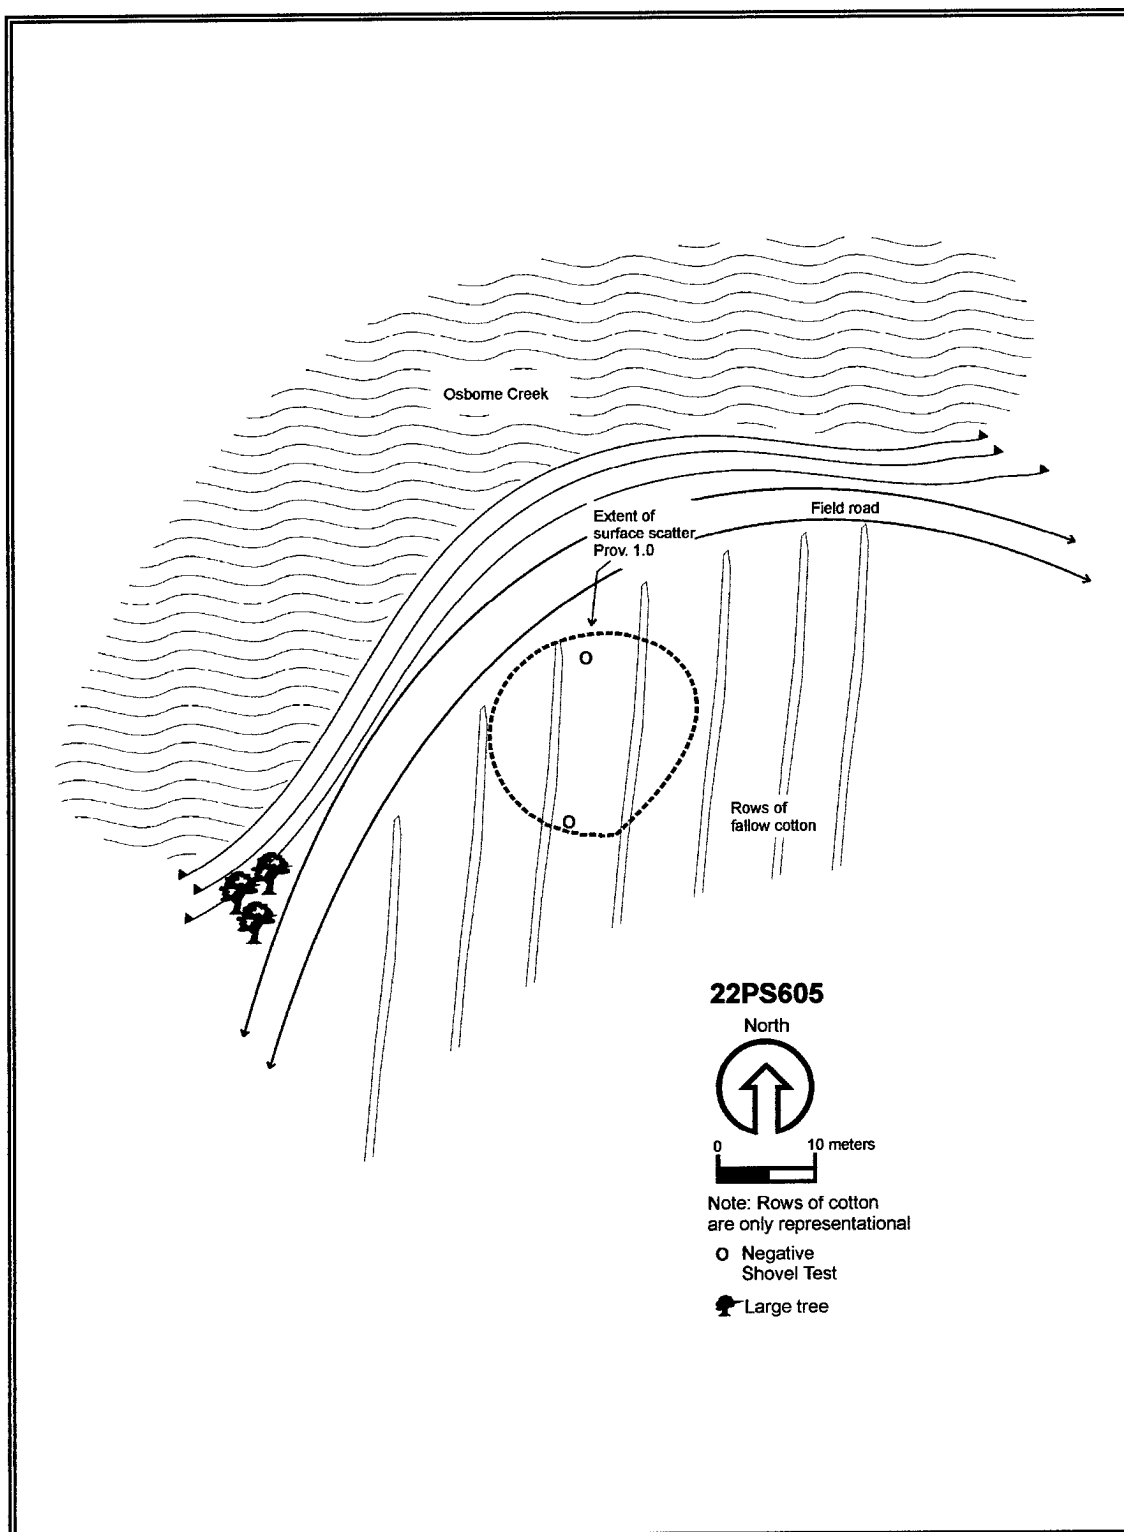 Osborne Creek
Field road
Extent of
surface scatter
Prov. 1.0
Rows of
fallow cotton
22PS605
North
0 10 meters
Note: Rows of cotton
are only representational
O Negative
Shovel Test
Large tree